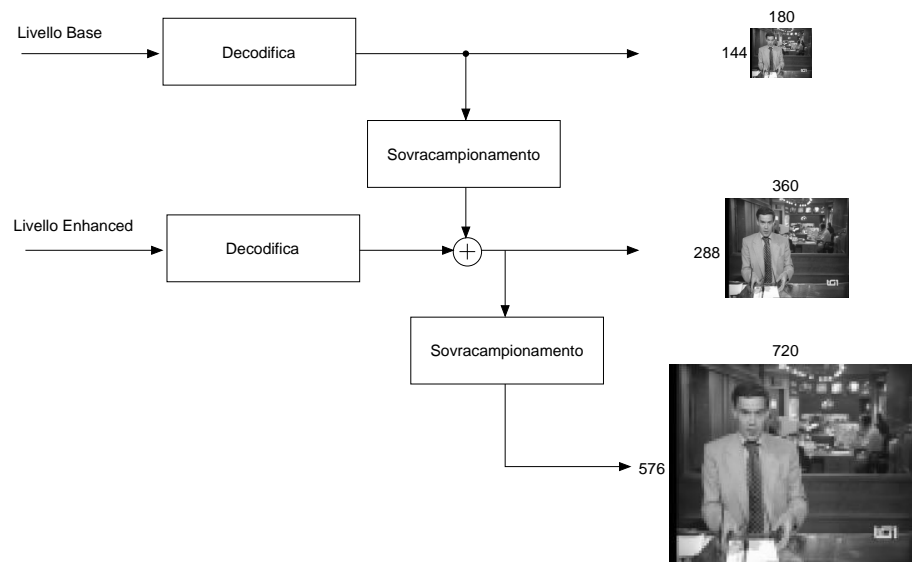 Livello Base
Decodifica
180
144
Sovracampionamento
Livello Enhanced
Decodifica
360
288
Sovracampionamento
720
576